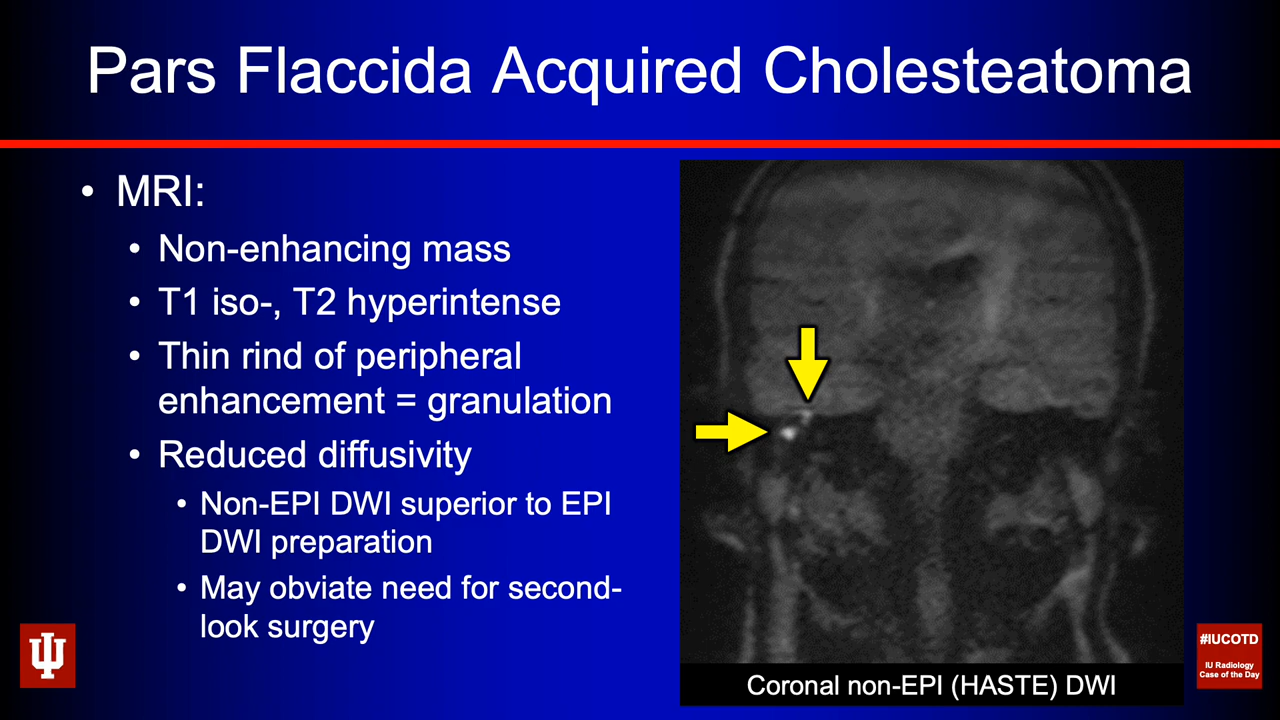 Pars Flaccida Acquired Cholesteatoma
• MRI:
• Non-enhancing mass
• T1 iso-, T2 hyperintense
• Thin rind of peripheral
enhancement = granulation
• Reduced diffusivity
• Non-EPI DWI superior to EPI
DWI preparation
• May obviate need for second-
look surgery
Coronal non-EPI (HASTE) DWI
#IUCOTD
IU Radiology
Case of the Day